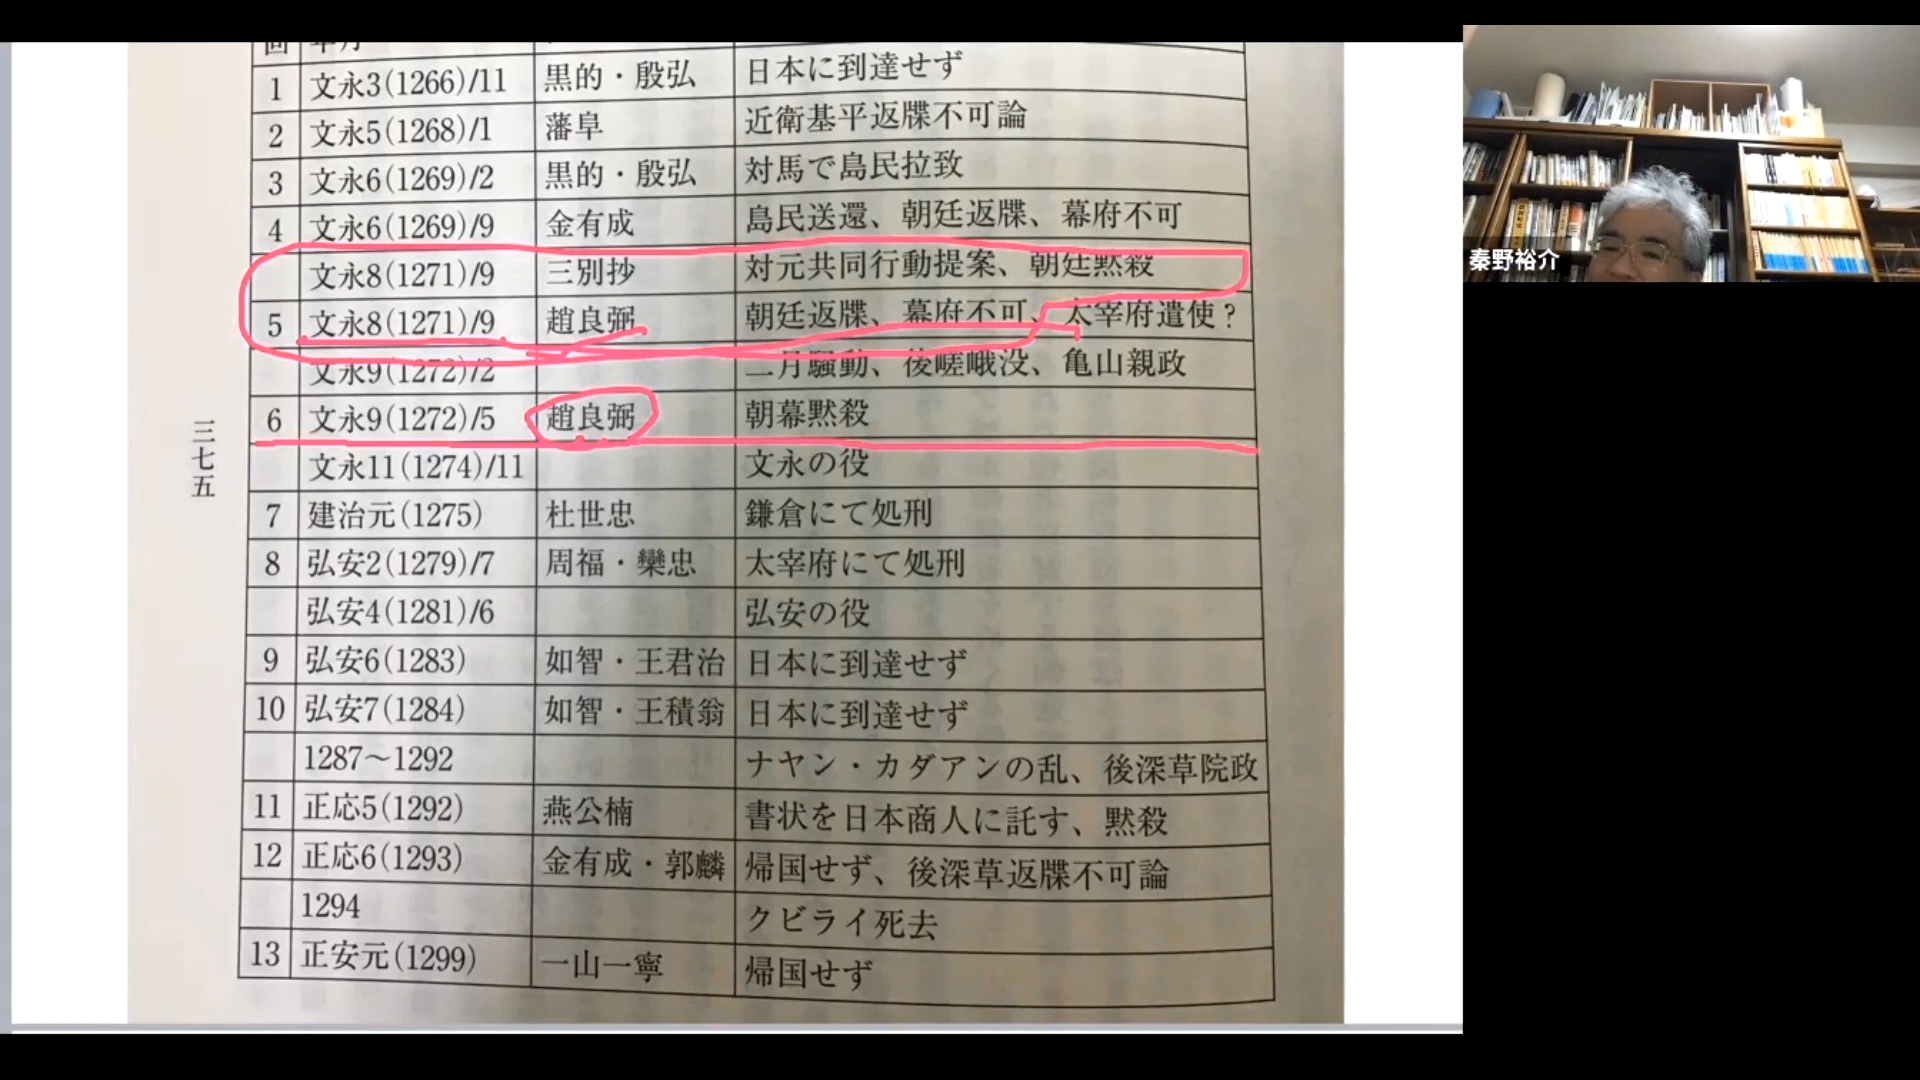 回 年月
1 文永3(1266)/11 黒的・殷弘 日本に到達せず
2 文永5(1268)/1 藩阜 近衛基平返牒不可論
3 文永6(1269)/2 黒的・殷弘 対馬で島民拉致
4 文永6(1269)/9 金有成 島民送還、朝廷返牒、幕府不可
文永8(1271)/9 三別抄 対元共同行動提案、朝廷黙殺
5 文永8(1271)/9 趙良弼 朝廷返牒、幕府不可、太宰府遣使?
文永9(1272)/2 二月騒動、後嵯峨没、亀山親政
6 文永9(1272)/5 趙良弼 朝幕黙殺
文永11(1274)/11 文永の役
7 建治元(1275) 杜世忠 鎌倉にて処刑
8 弘安2(1279)/7 周福・欒忠 太宰府にて処刑
弘安4(1281)/6 弘安の役
9 弘安6(1283) 如智・王君治 日本に到達せず
10 弘安7(1284) 如智・王積翁 日本に到達せず
1287〜1292 ナヤン・カダアンの乱、後深草院政
11 正応5(1292) 燕公楠 書状を日本商人に託す、黙殺
12 正応6(1293) 金有成・郭麟 帰国せず、後深草返牒不可論
1294 クビライ死去
13 正安元(1299) 一山一寧 帰国せず
三七五
秦野裕介